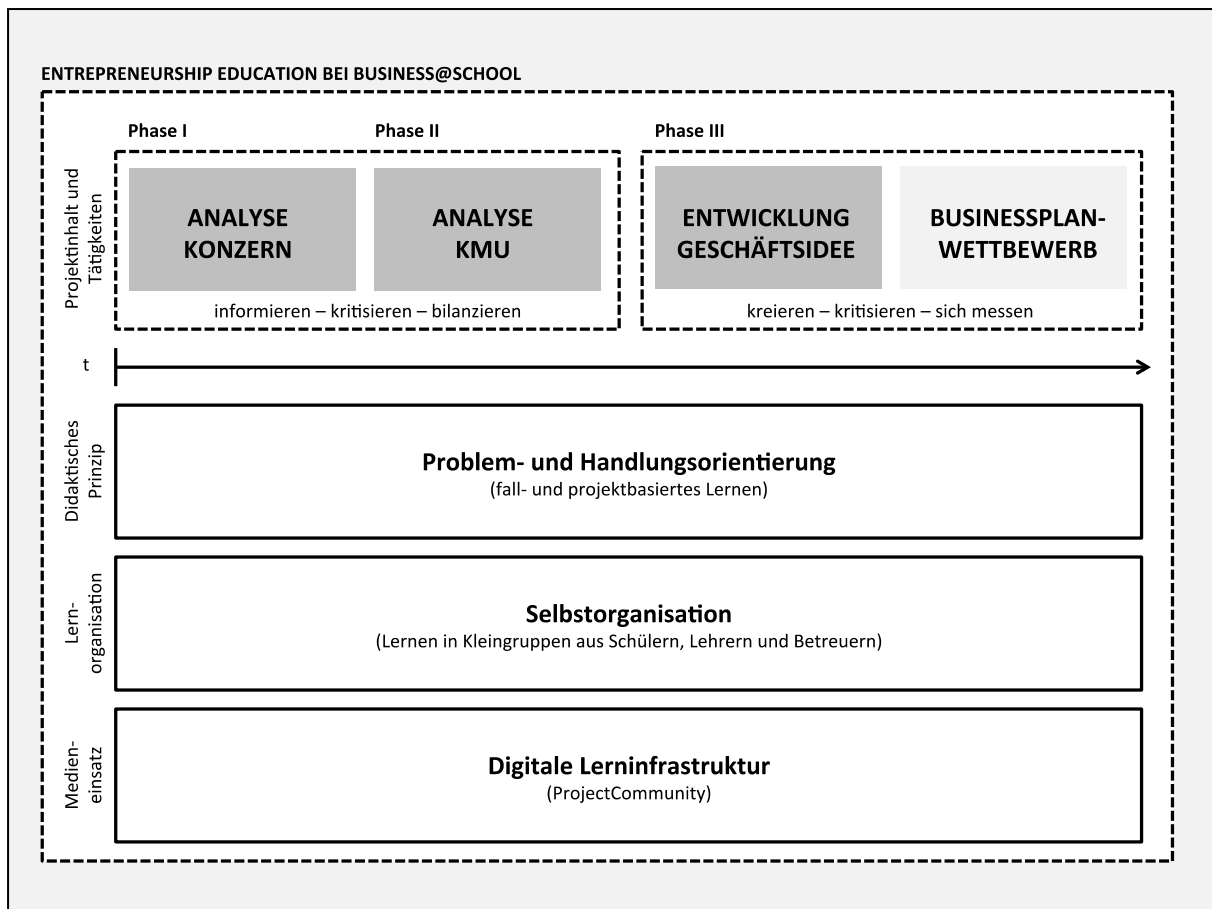 ENTREPRENEURSHIP EDUCATION BEI BUSINESS@SCHOOL
Phase I
Phase II
Phase III
Projektinhalt und
Tätigkeiten
ANALYSE
KONZERN
ANALYSE
KMU
informieren – kritisieren – bilanzieren
ENTWICKLUNG
GESCHÄFTSIDEE
BUSINESSPLAN-
WETTBEWERB
kreieren – kritisieren – sich messen
t
Didaktisches
Prinzip
Problem- und Handlungsorientierung
(fall- und projektbasiertes Lernen)
Lern-
organisation
Selbstorganisation
(Lernen in Kleingruppen aus Schülern, Lehrern und Betreuern)
Medien-
einsatz
Digitale Lerninfrastruktur
(ProjectCommunity)